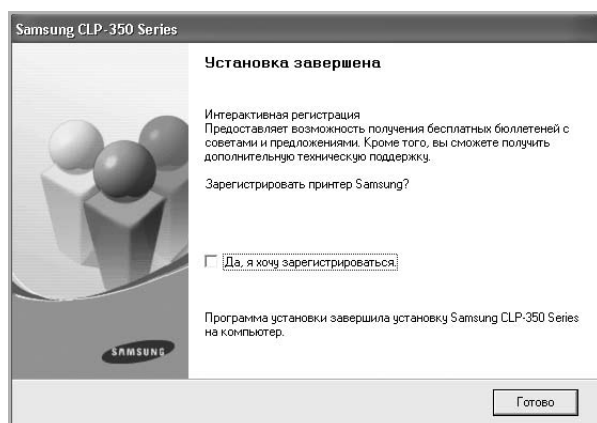 Samsung CLP-350 Series
Установка завершена
Интерактивная регистрация
Предоставляет возможность получения бесплатных бюллетеней с
советами и предложениями. Кроме того, вы сможете получить
дополнительную техническую поддержку.
Зарегистрировать принтер Samsung?
Да, я хочу зарегистрироваться.
Программа установки завершила установку Samsung CLP-350 Series
на компьютер.
SAMSUNG
Готово